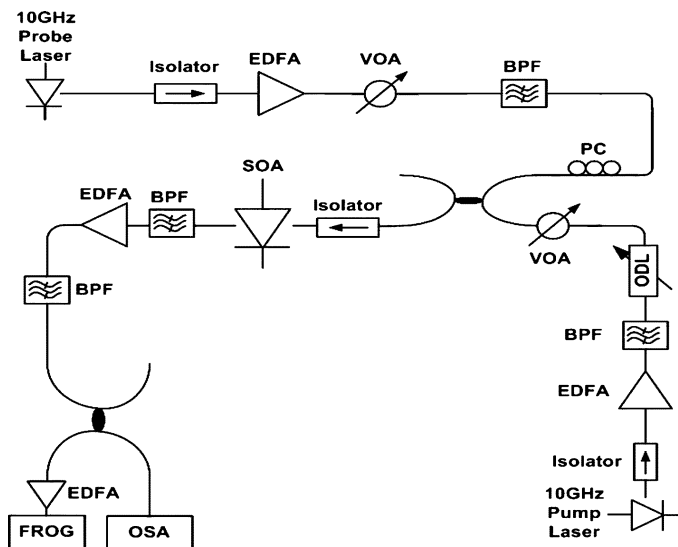 10GHz
Probe
Laser
Isolator
EDFA
VOA
BPF
PC
SOA
EDFA
BPF
Isolator
VOA
ODL
BPF
BPF
EDFA
Isolator
EDFA
10GHz
Pump
Laser
FROG
OSA